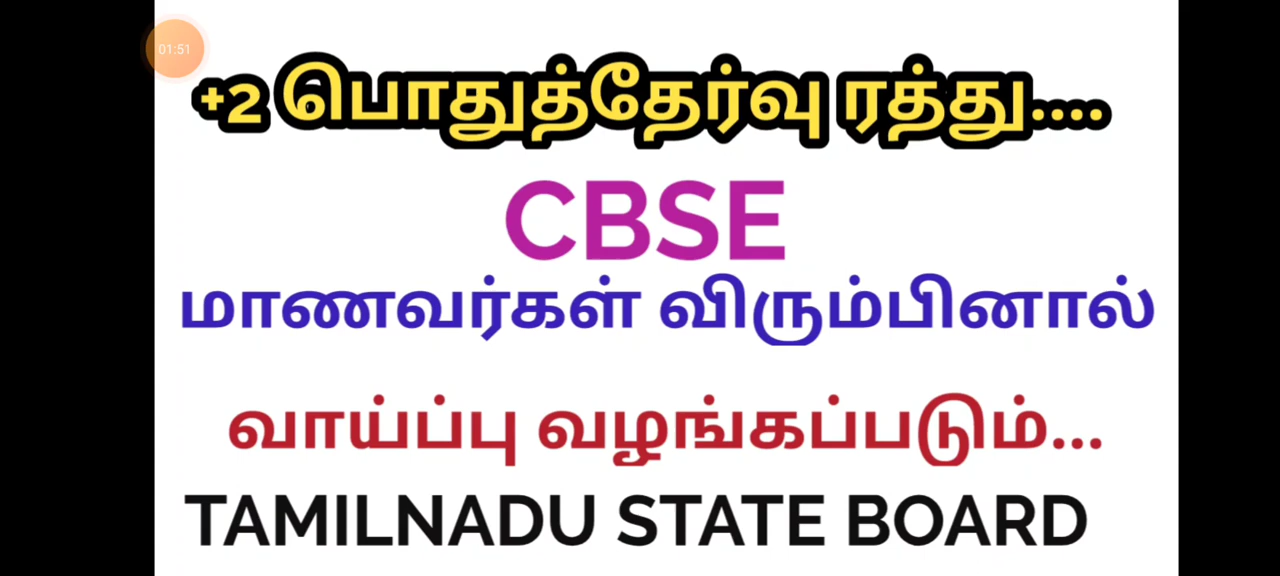 01:51
+2 பொதுத்தேர்வு ரத்து....
CBSE
மாணவர்கள் விரும்பினால்
வாய்ப்பு வழங்கப்படும்...
TAMILNADU STATE BOARD